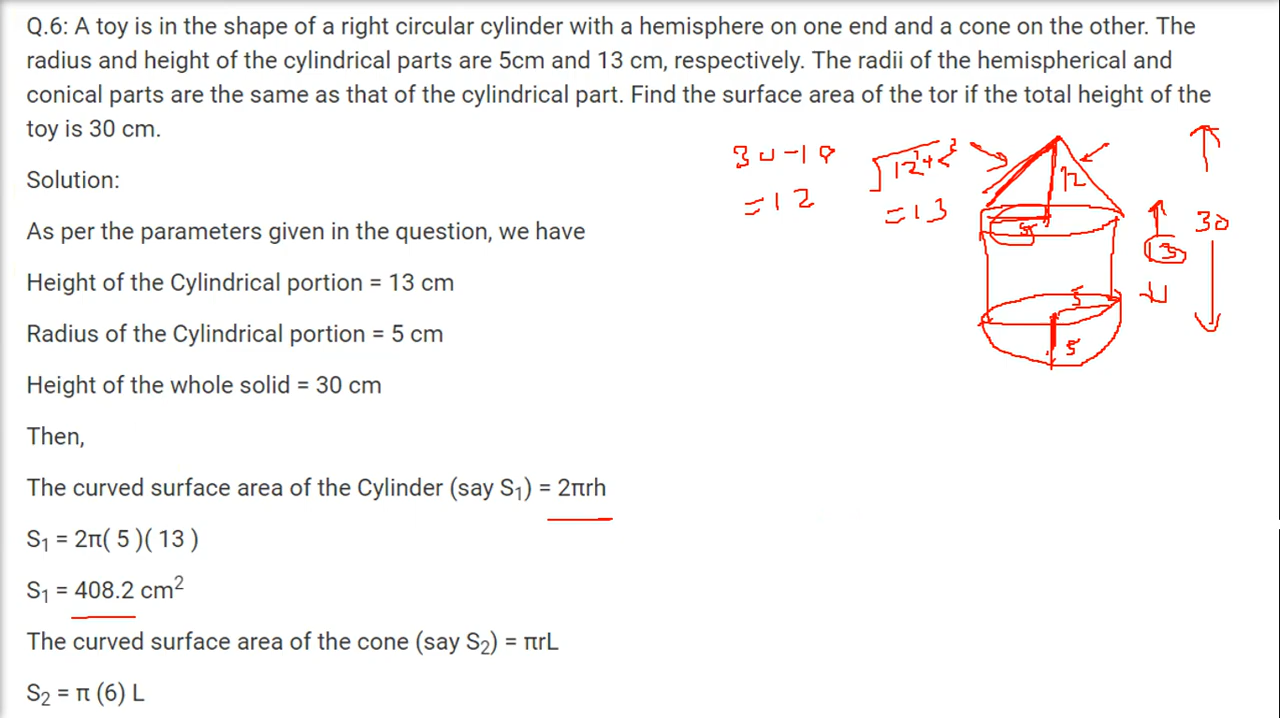 Q.6: A toy is in the shape of a right circular cylinder with a hemisphere on one end and a cone on the other. The
radius and height of the cylindrical parts are 5cm and 13 cm, respectively. The radii of the hemispherical and
conical parts are the same as that of the cylindrical part. Find the surface area of the tor if the total height of the
toy is 30 cm.
30-18
=12
=13
12
5
30
13
5
5
Solution:
As per the parameters given in the question, we have
Height of the Cylindrical portion = 13 cm
Radius of the Cylindrical portion = 5 cm
Height of the whole solid = 30 cm
Then,
The curved surface area of the Cylinder (say S₁) = 2πrh
S₁ = 2π( 5 )( 13 )
S₁ = 408.2 cm²
The curved surface area of the cone (say S₂) = πrL
S₂ = π (6) L